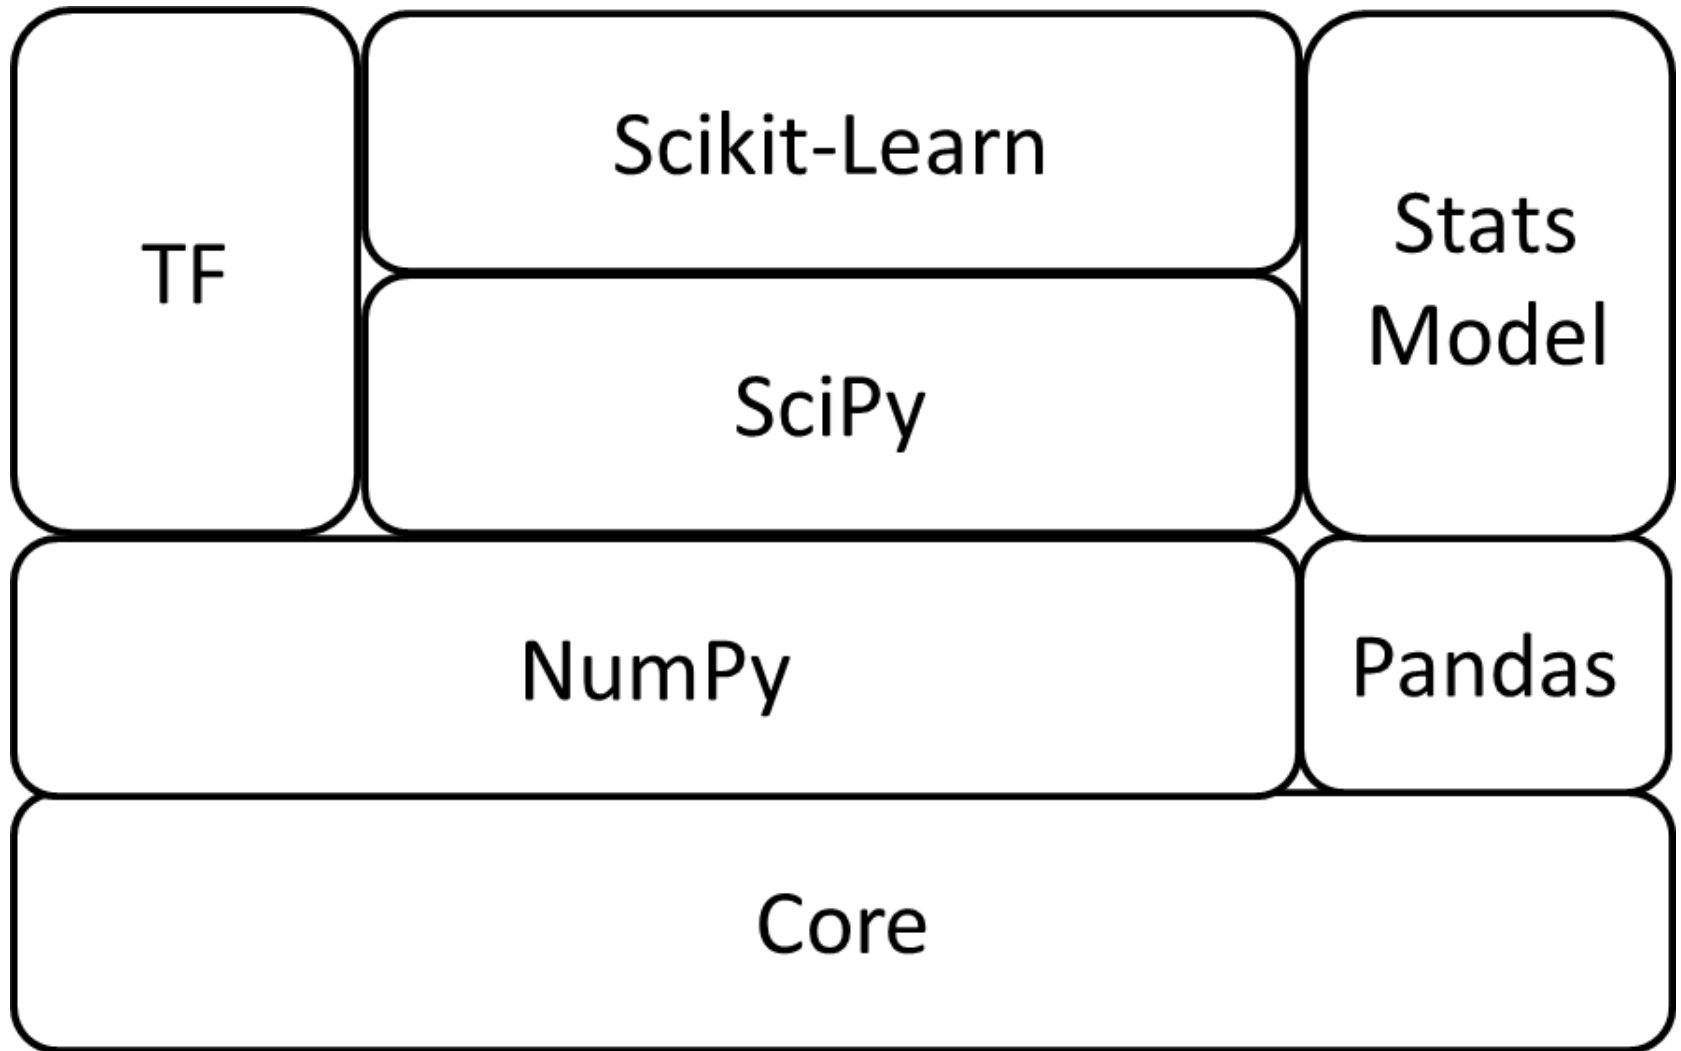 TF
Scikit-Learn
Stats
Model
SciPy
NumPy
Pandas
Core